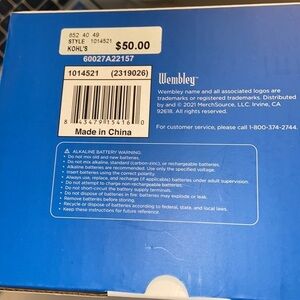 652 40 49
STYLE 1014521
KOHL'S
$50.00
60027A22157
1014521 (2319026)
8 43479 15416 0
Made in China
Wembley
Wembley name and all associated logos are
trademarks or registered trademarks. Distributed
by and © 2021 MerchSource, LLC. Irvine, CA
92618. All rights reserved.
For customer service, please call 1-800-374-2744.
ALKALINE BATTERY WARNING:
• Do not mix old and new batteries.
• Do not mix alkaline, standard (carbon-zinc), or rechargeable batteries.
• Alkaline batteries are recommended. Use only the specified voltage.
• Insert batteries using the correct polarity.
• Always use, replace, and recharge (if applicable) batteries under adult supervision.
• Do not attempt to charge non-rechargeable batteries.
• Do not short-circuit the battery supply terminals.
• Do not dispose of batteries in fire: batteries may explode or leak.
• Remove batteries before storing.
• Recycle or dispose of batteries according to federal, state, and local laws.
• Keep these instructions for future reference.